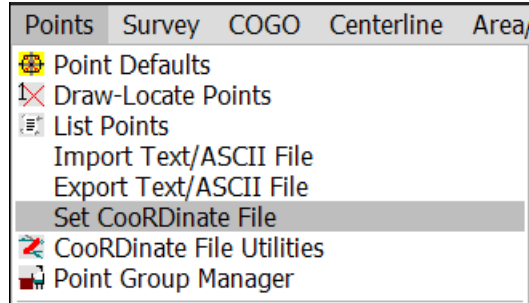 Points Survey COGO Centerline Area/
Point Defaults
1 Draw-Locate Points
List Points
Import Text/ASCII File
Export Text/ASCII File
Set CooRDinate File
CooRDinate File Utilities
Point Group Manager